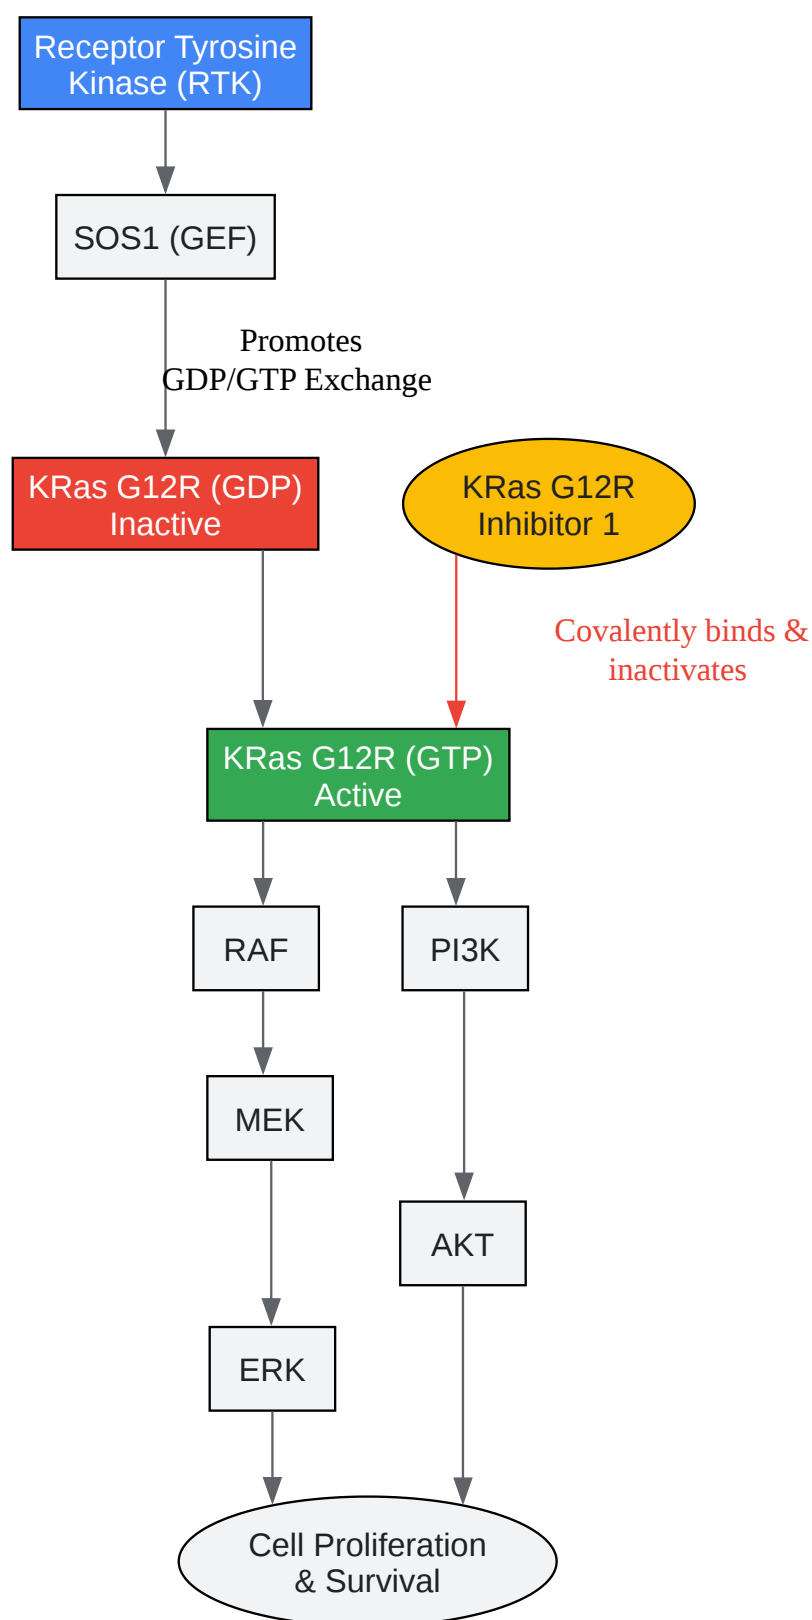 Receptor Tyrosine
Kinase (RTK)
SOS1 (GEF)
Promotes
GDP/GTP Exchange
KRas G12R (GDP)
Inactive
KRas G12R
Inhibitor 1
Covalently binds &
inactivates
KRas G12R (GTP)
Active
RAF
PI3K
MEK
AKT
ERK
Cell Proliferation
& Survival